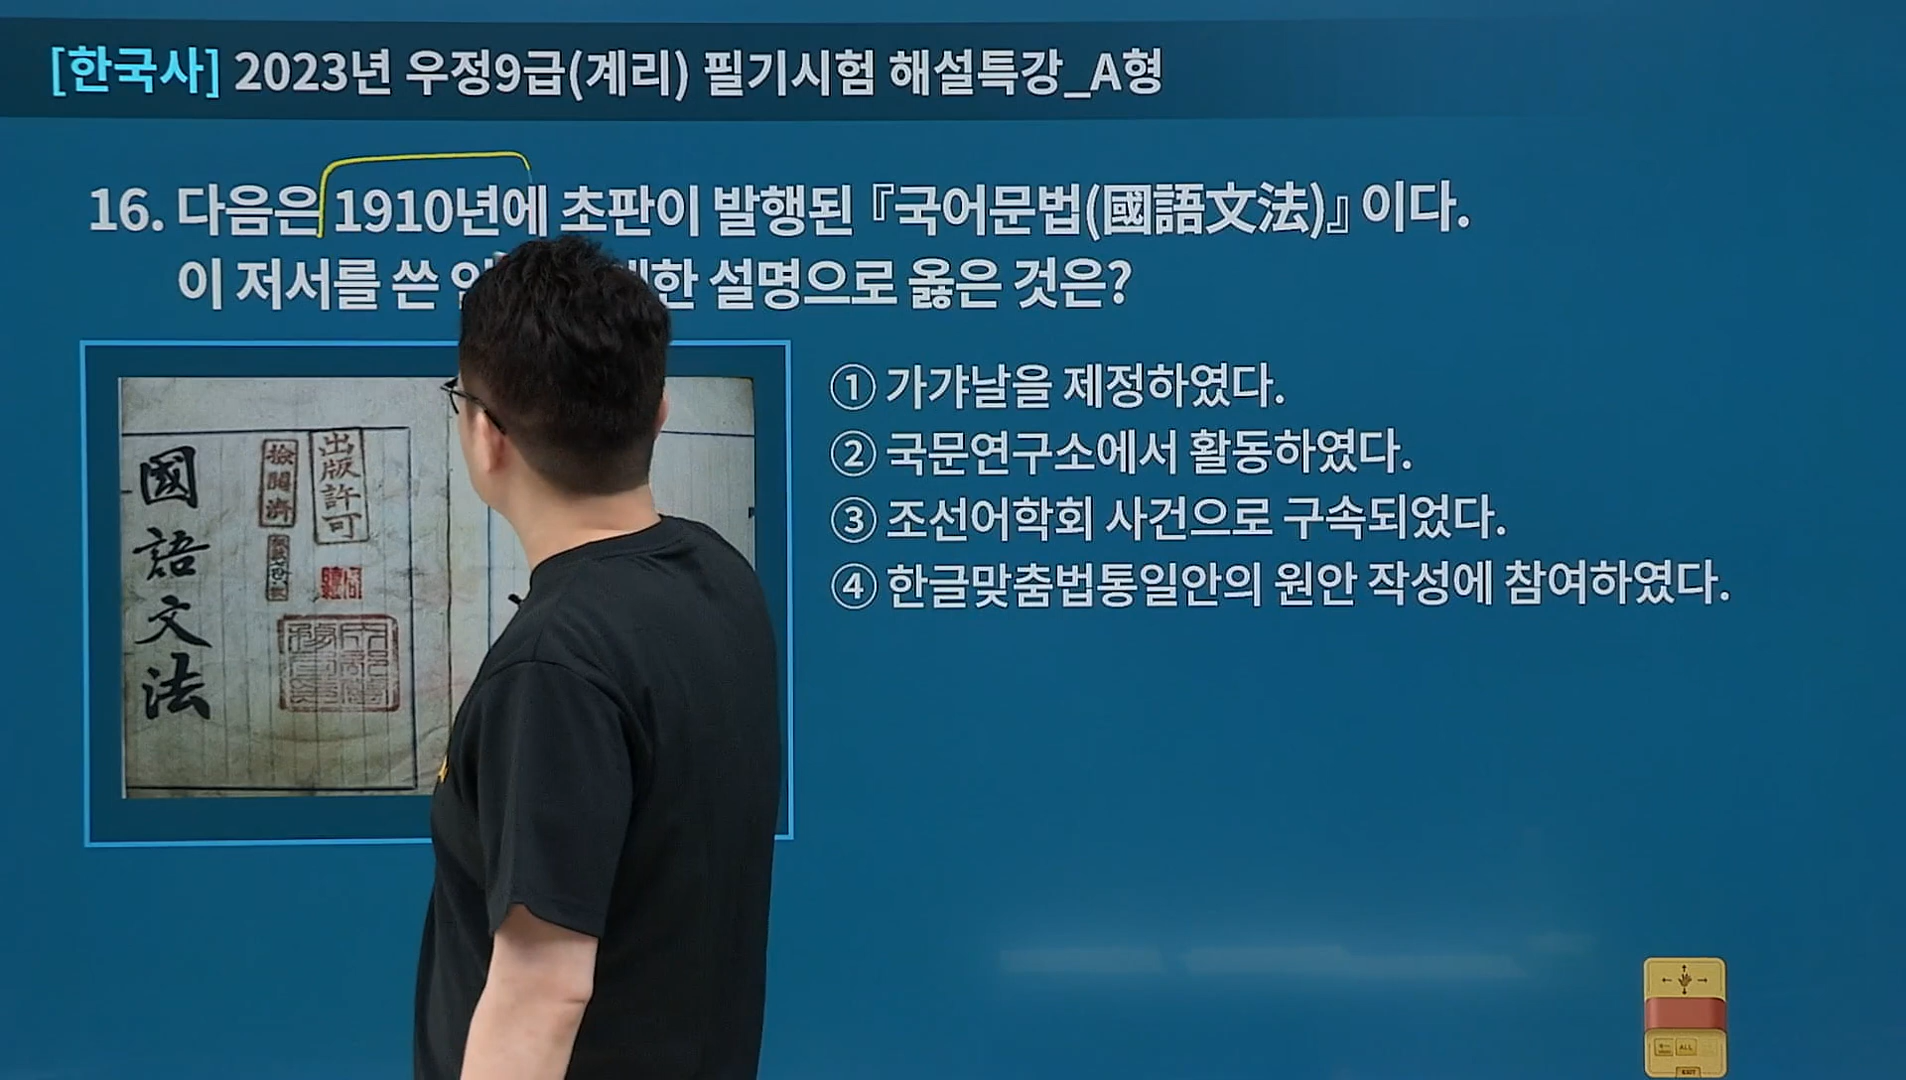 [한국사] 2023년 우정9급(계리) 필기시험 해설특강_A형
16. 다음은 1910년에 초판이 발행된 『국어문법(國語文法)』이다.
이 저서를 쓴 한 설명으로 옳은 것은?
國語文法
出版許可
檢閱濟
① 가갸날을 제정하였다.
② 국문연구소에서 활동하였다.
③ 조선어학회 사건으로 구속되었다.
④ 한글맞춤법통일안의 원안 작성에 참여하였다.
ALL
EXIT